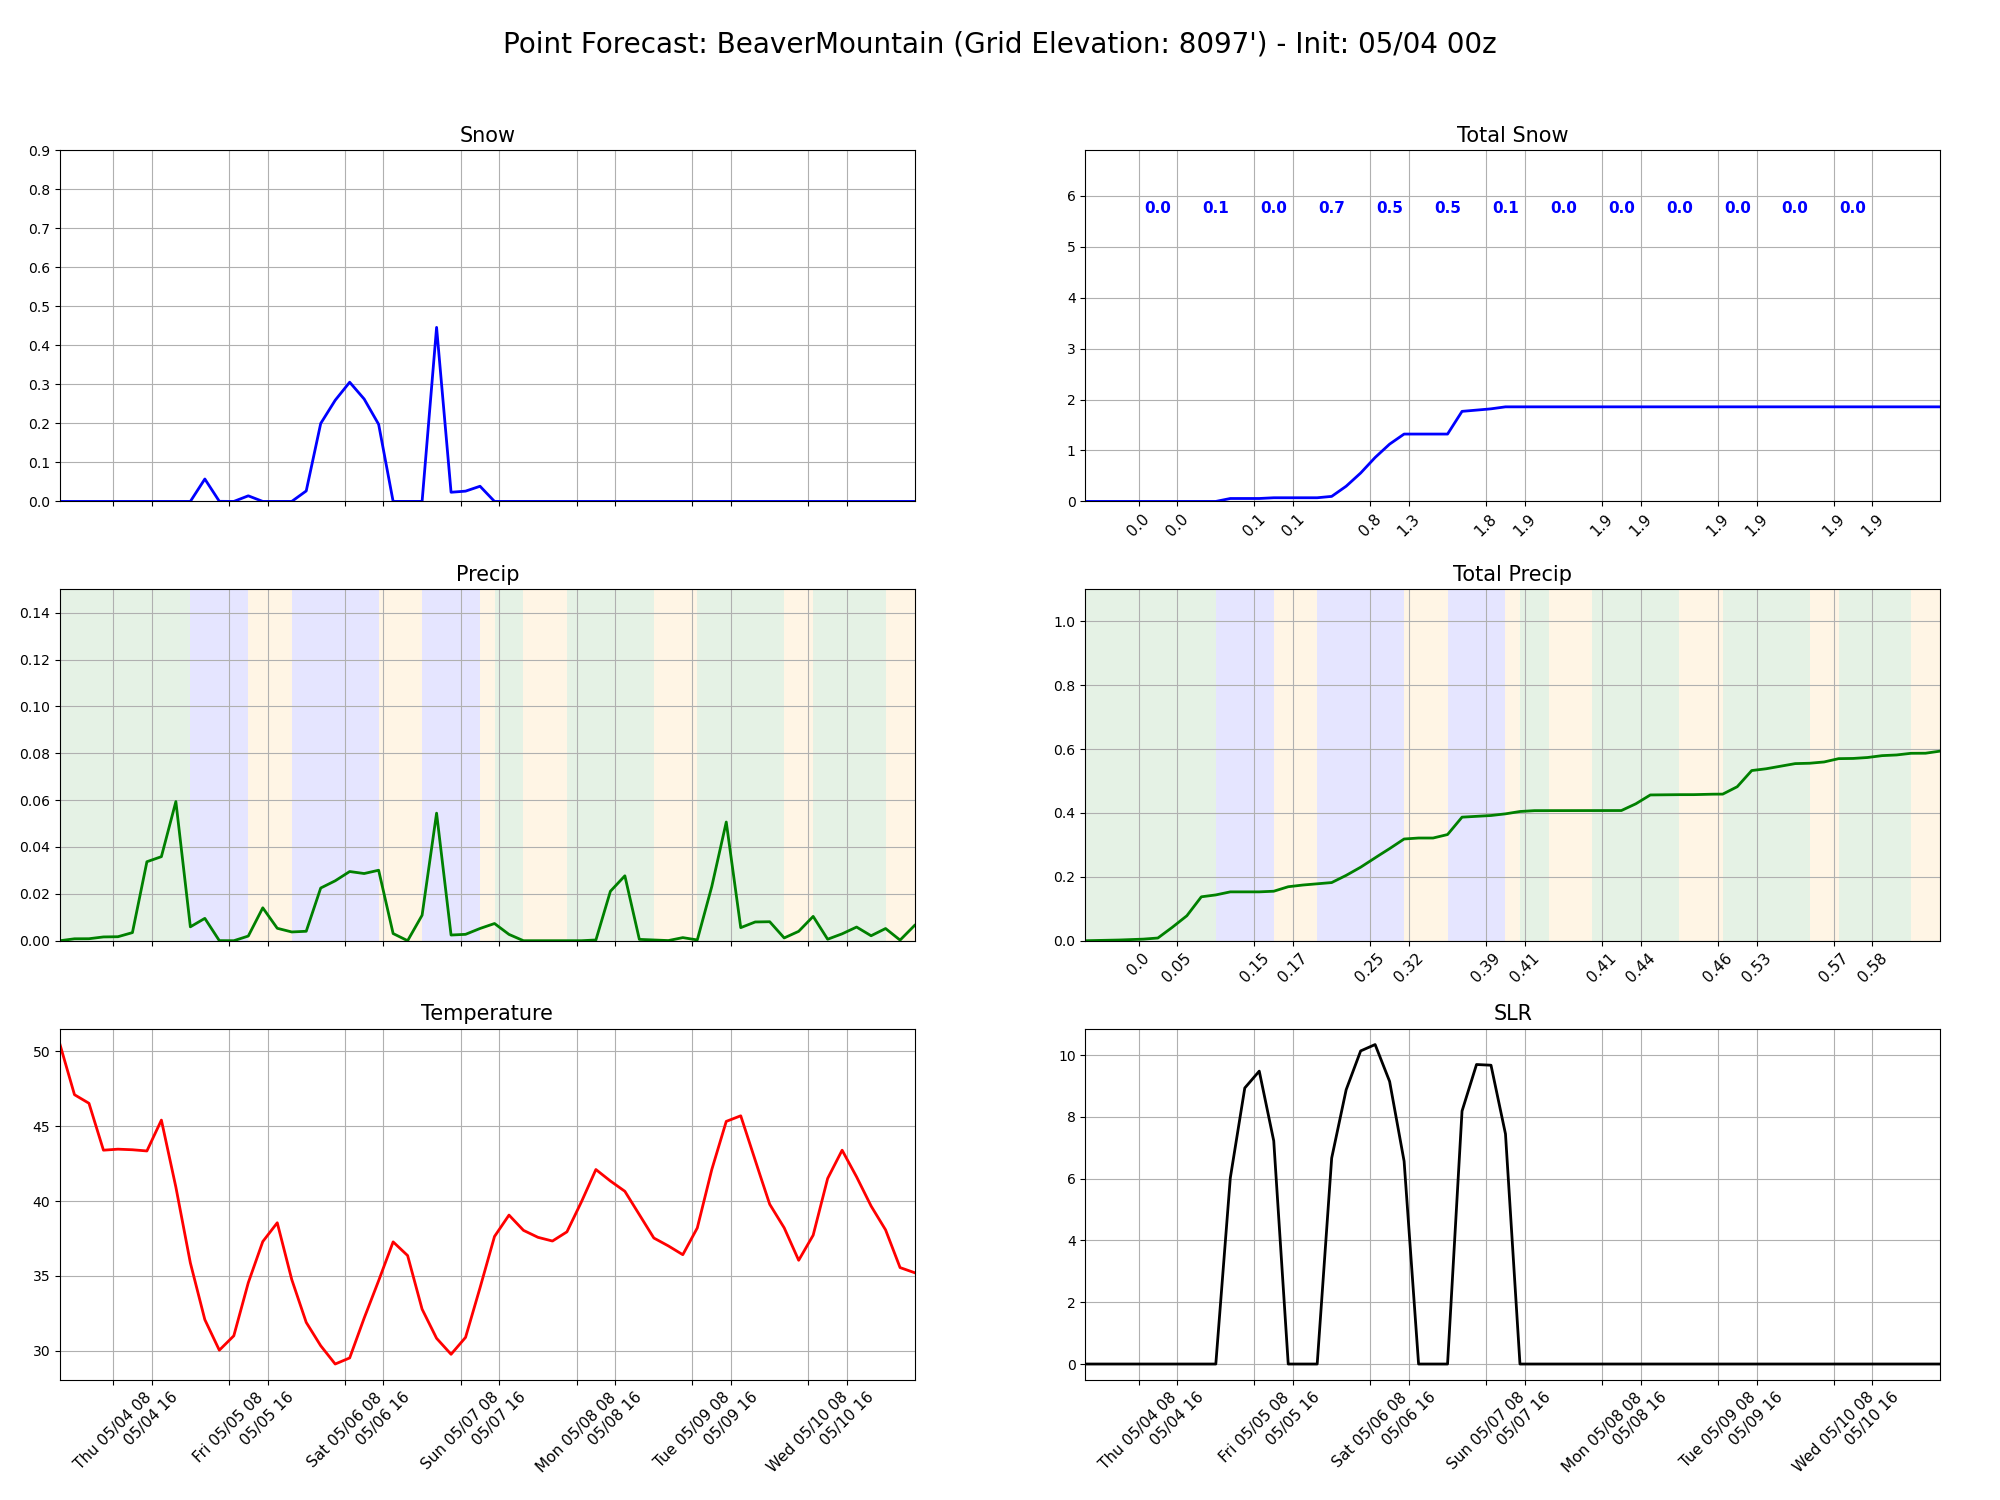 Point Forecast: BeaverMountain (Grid Elevation: 8097') - Init: 05/04 00z
Snow
0.9
0.8
0.7
0.6
0.5
0.4
0.3
0.2
0.1
0.0
Total Snow
6
5
4
3
2
1
0
0.0 0.1 0.0 0.7 0.5 0.5 0.1 0.0 0.0 0.0 0.0 0.0 0.0
0.0 0.0 0.1 0.1 0.8 1.3 1.8 1.9 1.9 1.9 1.9 1.9 1.9 1.9
Precip
0.14
0.12
0.10
0.08
0.06
0.04
0.02
0.00
Total Precip
1.0
0.8
0.6
0.4
0.2
0.0
0.0 0.05 0.15 0.17 0.25 0.32 0.39 0.41 0.41 0.44 0.46 0.53 0.57 0.58
Temperature
50
45
40
35
30
Thu 05/04 08
05/04 16
Fri 05/05 08
05/05 16
Sat 05/06 08
05/06 16
Sun 05/07 08
05/07 16
Mon 05/08 08
05/08 16
Tue 05/09 08
05/09 16
Wed 05/10 08
05/10 16
SLR
10
8
6
4
2
0
Thu 05/04 08
05/04 16
Fri 05/05 08
05/05 16
Sat 05/06 08
05/06 16
Sun 05/07 08
05/07 16
Mon 05/08 08
05/08 16
Tue 05/09 08
05/09 16
Wed 05/10 08
05/10 16